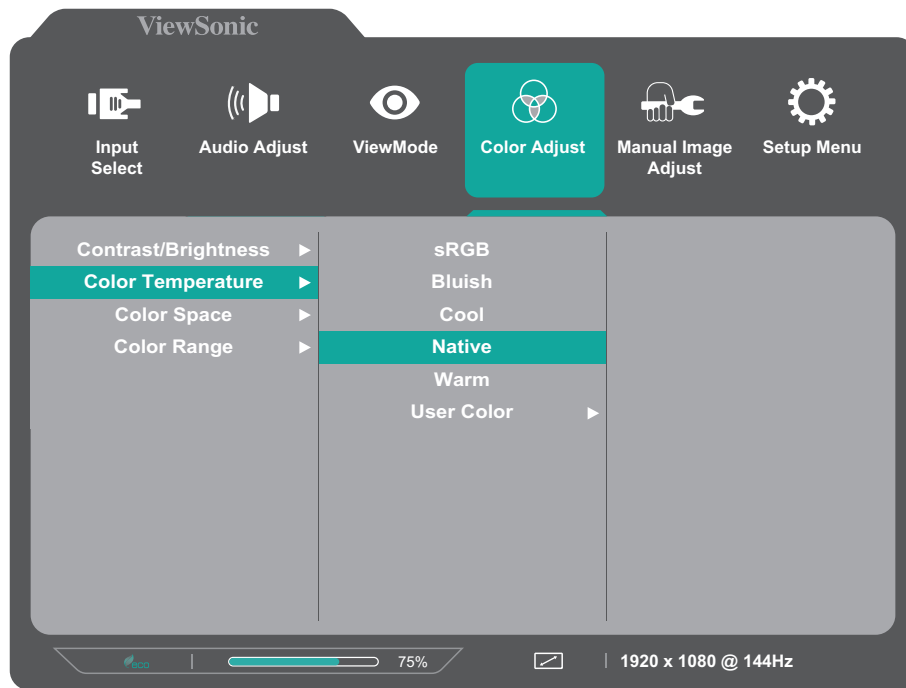 ViewSonic
Input Select
Audio Adjust
ViewMode
Color Adjust
Manual Image Adjust
Setup Menu
Contrast/Brightness ▶
Color Temperature ▶
Color Space ▶
Color Range ▶
sRGB
Bluish
Cool
Native
Warm
User Color ▶
eco
75%
1920 x 1080 @ 144Hz